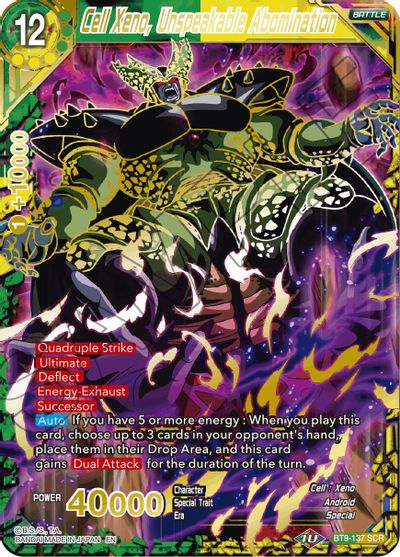 12
Cell Xeno, Unspeakable Abomination
BATTLE
1 + 10000
Quadruple Strike
Ultimate
Deflect
Energy-Exhaust
Successor
Auto If you have 5 or more energy : When you play this
card, choose up to 3 cards in your opponent's hand,
place them in their Drop Area, and this card
gains Dual Attack for the duration of the turn.
POWER 40000
Character Cell : Xeno
Special Trait Android
Era Special
©B.S./S., T.A.
BANDAI MADE IN JAPAN EN
IU BT9-137 SCR